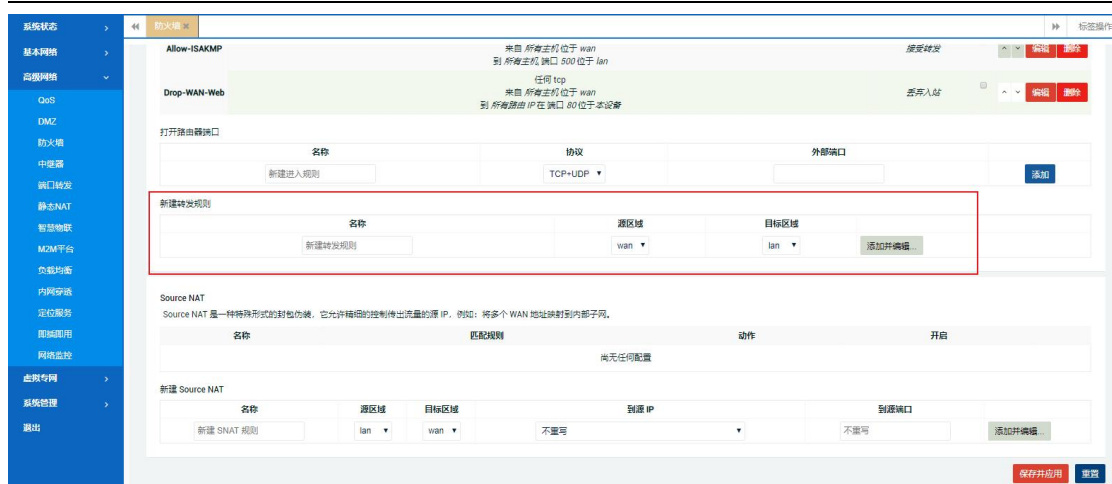 系统状态
基本网络
高级网络
QoS
DMZ
防火墙
中继器
端口转发
静态NAT
智慧物联
M2M平台
负载均衡
内网穿透
定位服务
即插即用
网络监控
虚拟专网
系统管理
退出
防火墙 标签操作
Allow-ISAKMP 来自 所有主机 位于 wan 接受转发 编辑 删除
到 所有主机, 端口 500 位于 lan
任何 tcp
Drop-WAN-Web 来自 所有主机 位于 wan 丢弃入站 编辑 删除
到 所有路由 IP 在 端口 80 位于 本设备
打开路由器端口
名称 协议 外部端口
新建进入规则 TCP+UDP 添加
新建转发规则
名称 源区域 目标区域
新建转发规则 wan lan 添加并编辑...
Source NAT
Source NAT 是一种特殊形式的封包伪装，它允许精细的控制传出流量的源 IP，例如：将多个 WAN 地址映射到内部子网。
名称 匹配规则 动作 开启
尚无任何配置
新建 Source NAT
名称 源区域 目标区域 到源 IP 到源端口
新建 SNAT 规则 lan wan 不重写 不重写 添加并编辑...
保存并应用 重置